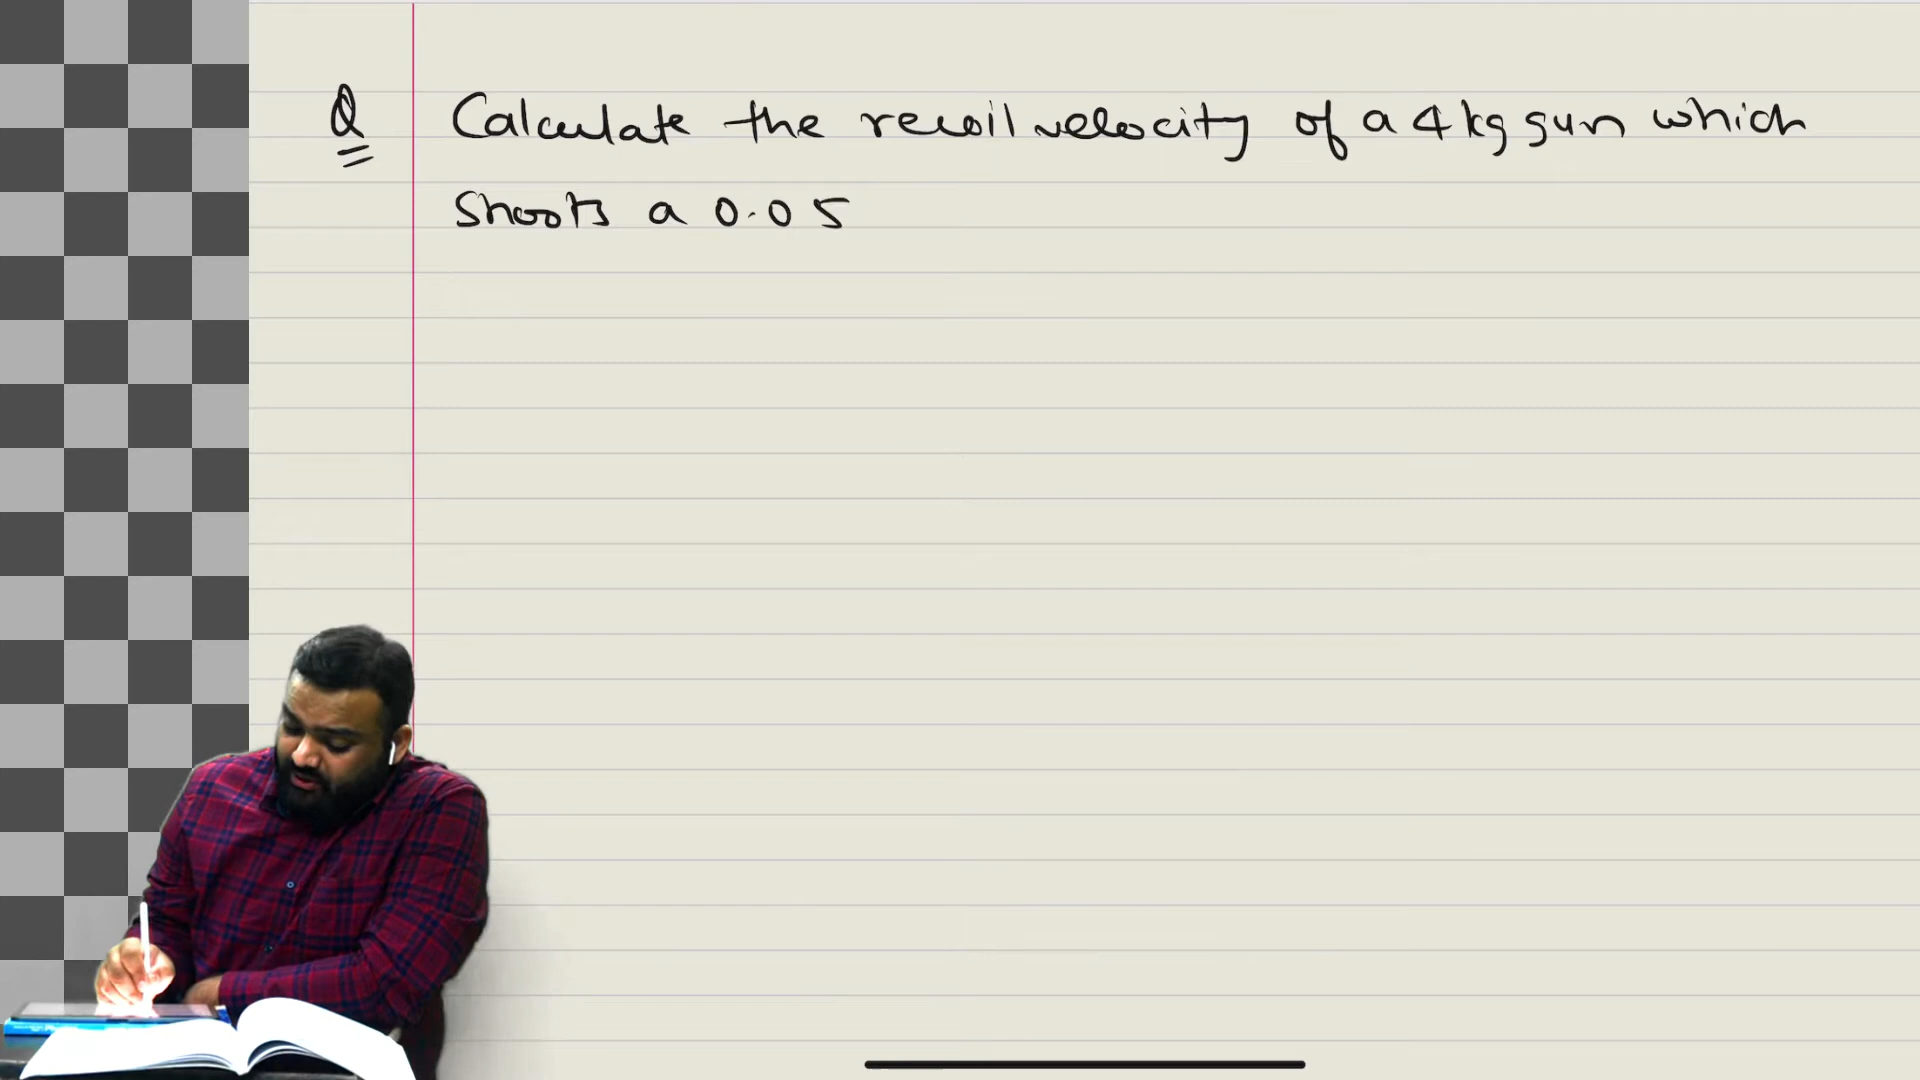 Q Calculate the recoil velocity of a 4 kg gun which
shoots a 0.05